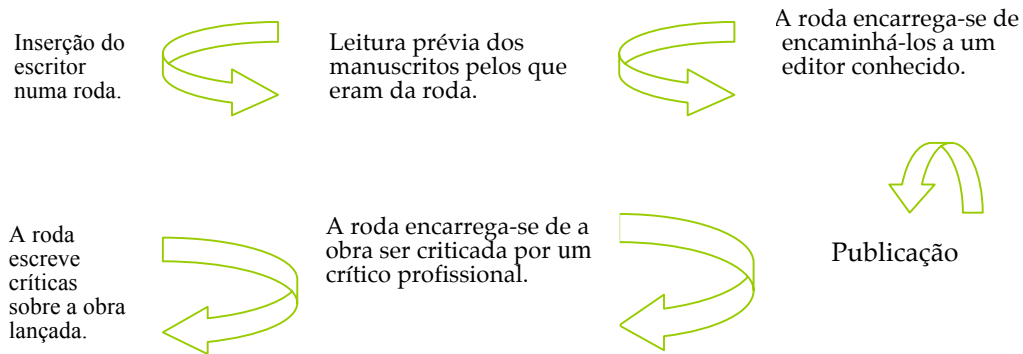 Inserção do
escritor
numa roda.
Leitura prévia dos
manuscritos pelos que
eram da roda.
A roda encarrega-se de
encaminhá-los a um
editor conhecido.
Publicação
A roda encarrega-se de a
obra ser criticada por um
crítico profissional.
A roda
escreve
críticas
sobre a obra
lançada.